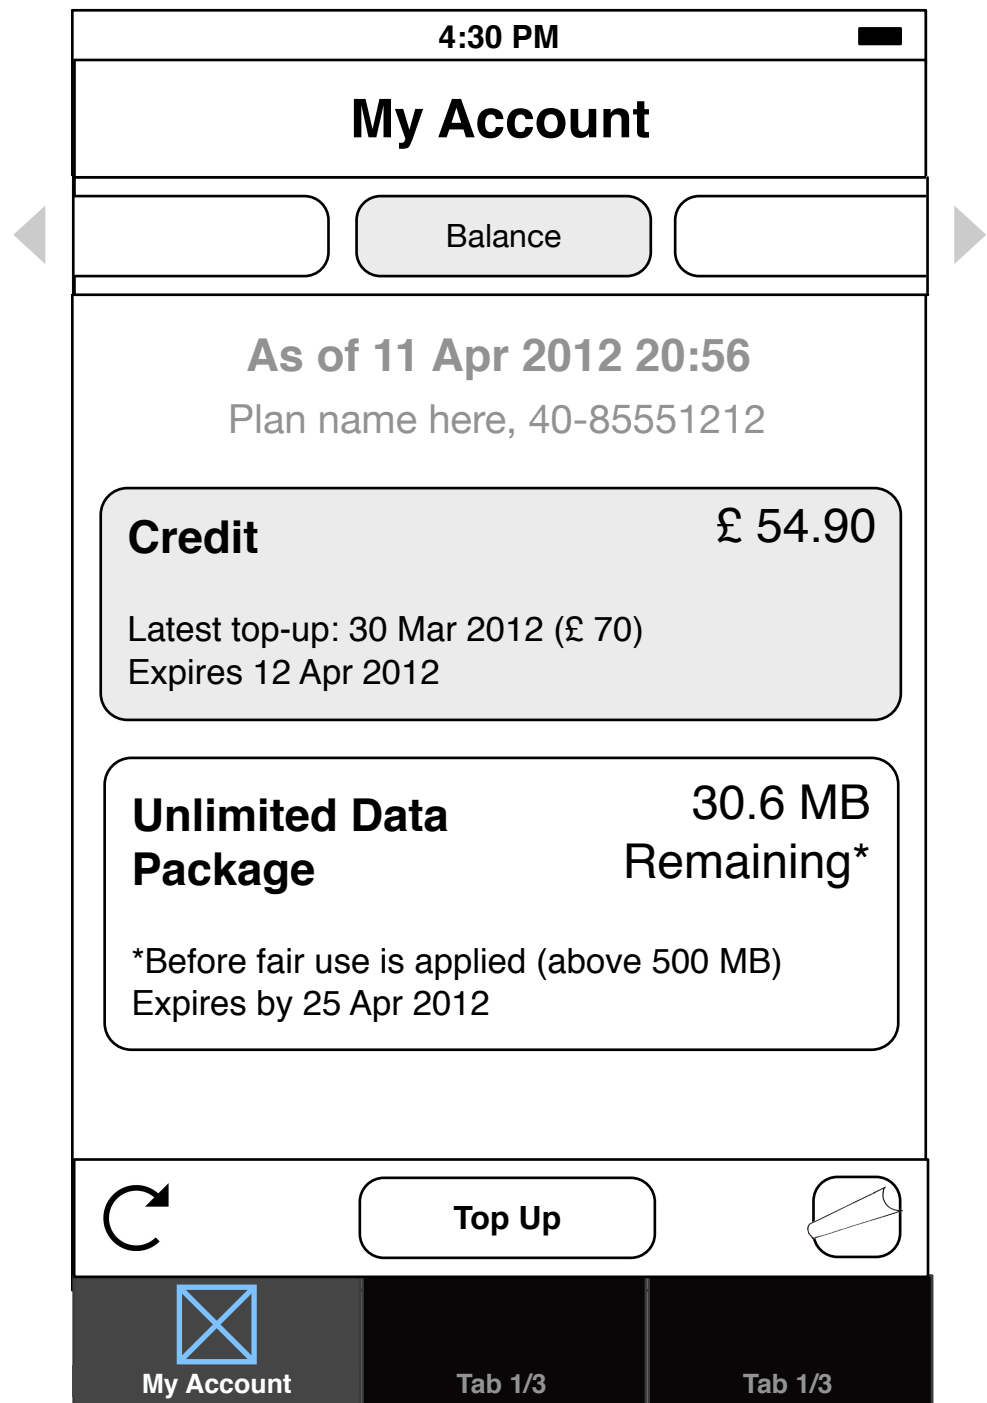 4:30 PM
My Account
Balance
As of 11 Apr 2012 20:56
Plan name here, 40-85551212
Credit
£ 54.90
Latest top-up: 30 Mar 2012 (£ 70)
Expires 12 Apr 2012
Unlimited Data
Package
30.6 MB
Remaining*
*Before fair use is applied (above 500 MB)
Expires by 25 Apr 2012
Top Up
My Account
Tab 1/3
Tab 1/3